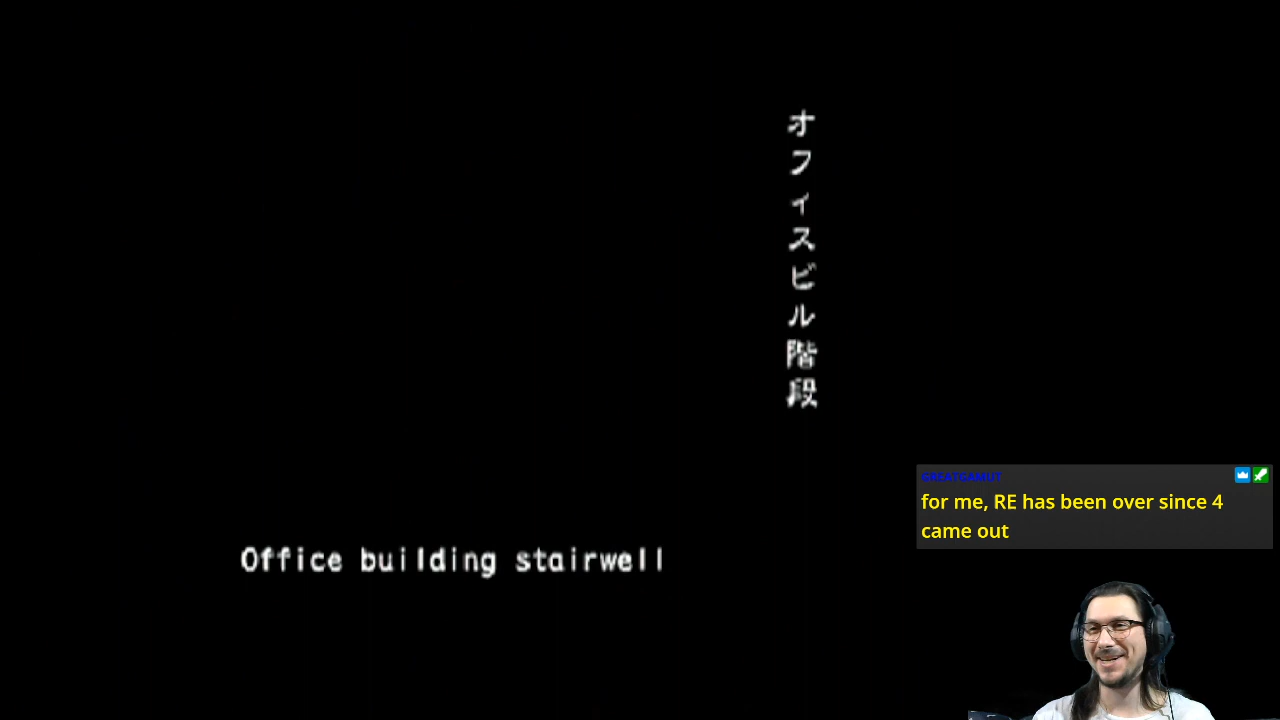 オフィスビル階段
Office building stairwell
GREATGAMUT
for me, RE has been over since 4
came out